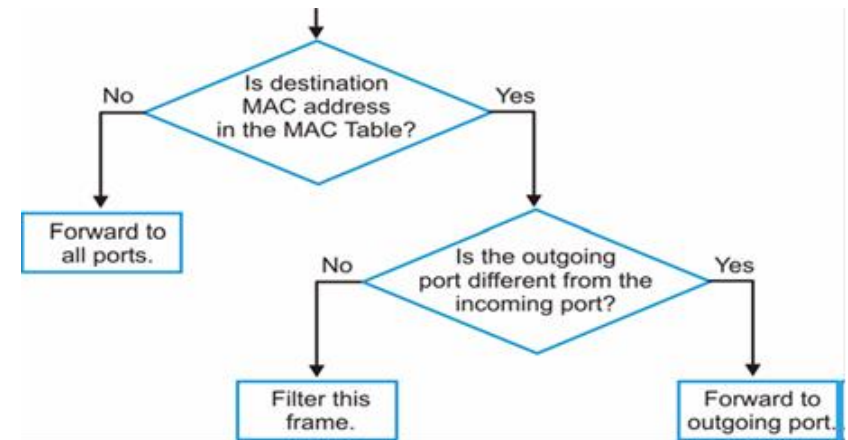 Is destination
MAC address
in the MAC Table?
No
Yes
Forward to
all ports.
Is the outgoing
port different from the
incoming port?
No
Yes
Filter this
frame.
Forward to
outgoing port.